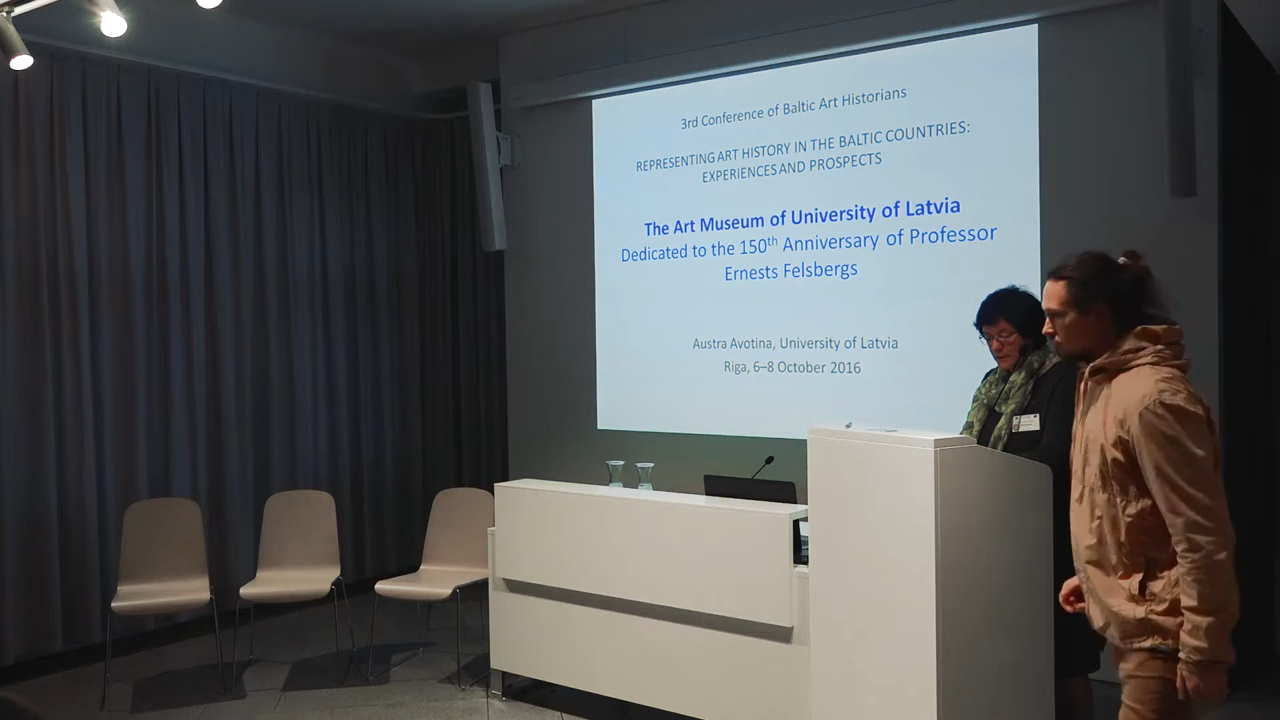 3rd Conference of Baltic Art Historians
REPRESENTING ART HISTORY IN THE BALTIC COUNTRIES:
EXPERIENCES AND PROSPECTS
The Art Museum of University of Latvia
Dedicated to the 150th Anniversary of Professor
Ernests Felsbergs
Austra Avotina, University of Latvia
Riga, 6–8 October 2016